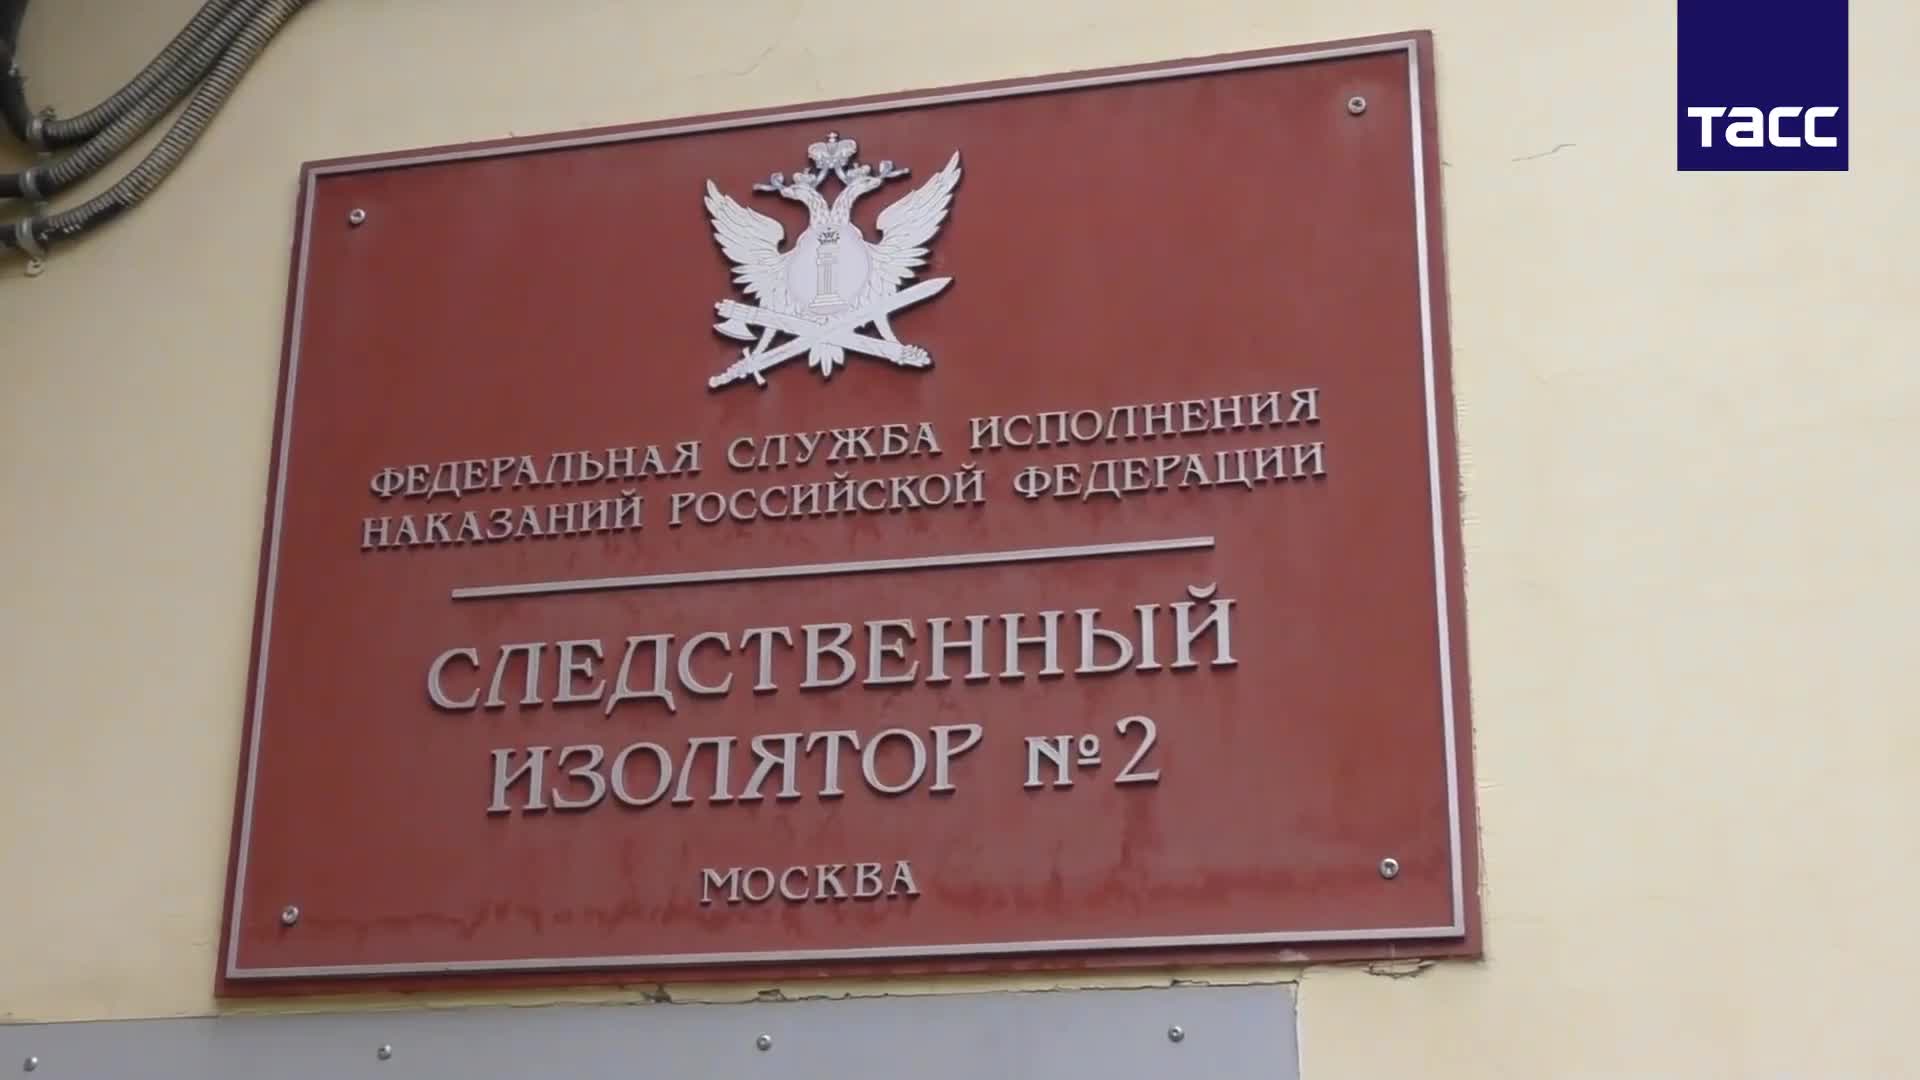 ТАСС
ФЕДЕРАЛЬНАЯ СЛУЖБА ИСПОЛНЕНИЯ
НАКАЗАНИЙ РОССИЙСКОЙ ФЕДЕРАЦИИ
СЛЕДСТВЕННЫЙ
ИЗОЛЯТОР №2
МОСКВА